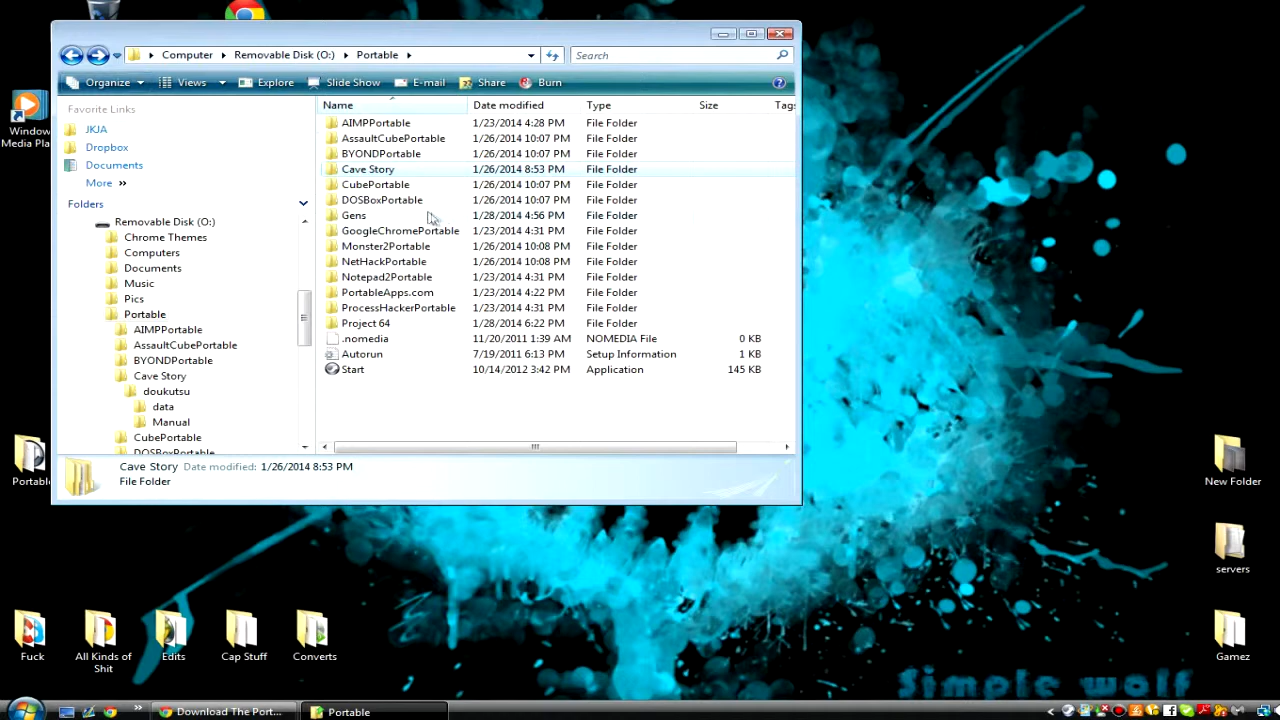 Computer Removable Disk (O:) Portable Search
Organize Views Explore Slide Show E-mail Share Burn
Favorite Links
JKJA
Dropbox
Documents
More »
Folders
Removable Disk (O:)
Chrome Themes
Computers
Documents
Music
Pics
Portable
AIMPPortable
AssaultCubePortable
BYONDPortable
Cave Story
doukutsu
data
Manual
CubePortable
DOSBoxPortable
Name Date modified Type Size Tags
AIMPPortable 1/23/2014 4:28 PM File Folder
AssaultCubePortable 1/26/2014 10:07 PM File Folder
BYONDPortable 1/26/2014 10:07 PM File Folder
Cave Story 1/26/2014 8:53 PM File Folder
CubePortable 1/26/2014 10:07 PM File Folder
DOSBoxPortable 1/26/2014 10:07 PM File Folder
Gens 1/28/2014 4:56 PM File Folder
GoogleChromePortable 1/23/2014 4:31 PM File Folder
Monster2Portable 1/26/2014 10:08 PM File Folder
NetHackPortable 1/26/2014 10:08 PM File Folder
Notepad2Portable 1/23/2014 4:31 PM File Folder
PortableApps.com 1/23/2014 4:22 PM File Folder
ProcessHackerPortable 1/23/2014 4:31 PM File Folder
Project 64 1/28/2014 6:22 PM File Folder
.nomedia 11/20/2011 1:39 AM NOMEDIA File 0 KB
Autorun 7/19/2011 6:13 PM Setup Information 1 KB
Start 10/14/2012 3:42 PM Application 145 KB
Cave Story Date modified: 1/26/2014 8:53 PM
File Folder
Window
Media Pla
Portable
New Folder
servers
Gamez
Fuck
All Kinds of
Shit
Edits
Cap Stuff
Converts
Simple wolf
Download The Port...
Portable